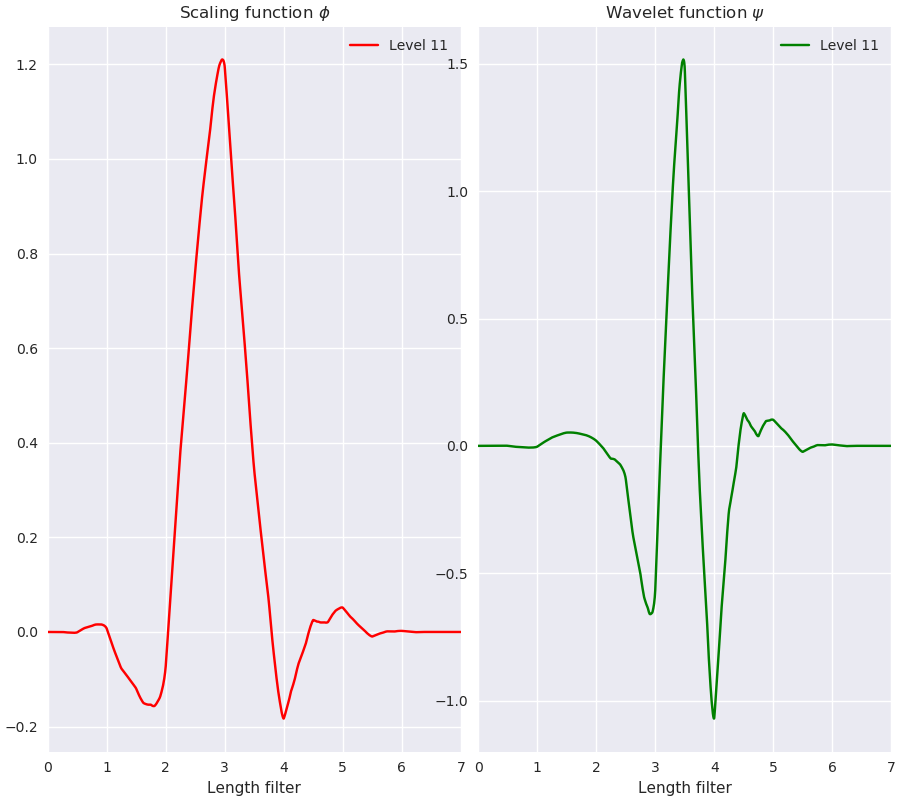 Scaling function ϕ
Level 11
1.2
1.0
0.8
0.6
0.4
0.2
0.0
−0.2
0 1 2 3 4 5 6 7
Length filter
Wavelet function ψ
Level 11
1.5
1.0
0.5
0.0
−0.5
−1.0
0 1 2 3 4 5 6 7
Length filter